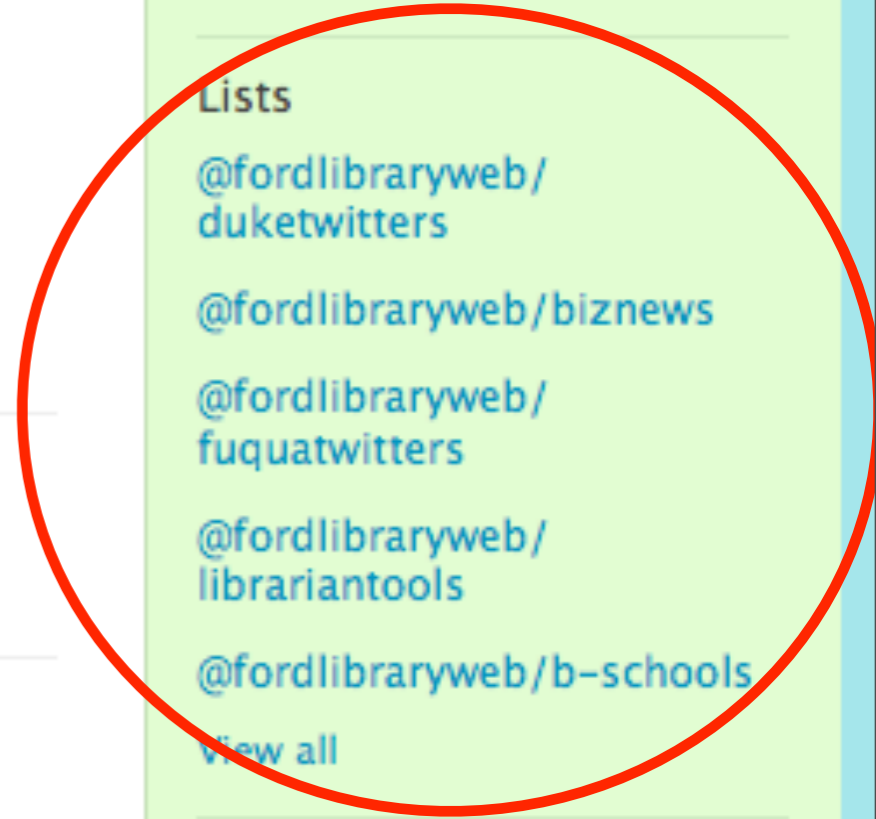 Lists
@fordlibraryweb/
duketwitters
@fordlibraryweb/biznews
@fordlibraryweb/
fuquatwitters
@fordlibraryweb/
librariantools
@fordlibraryweb/b-schools
View all